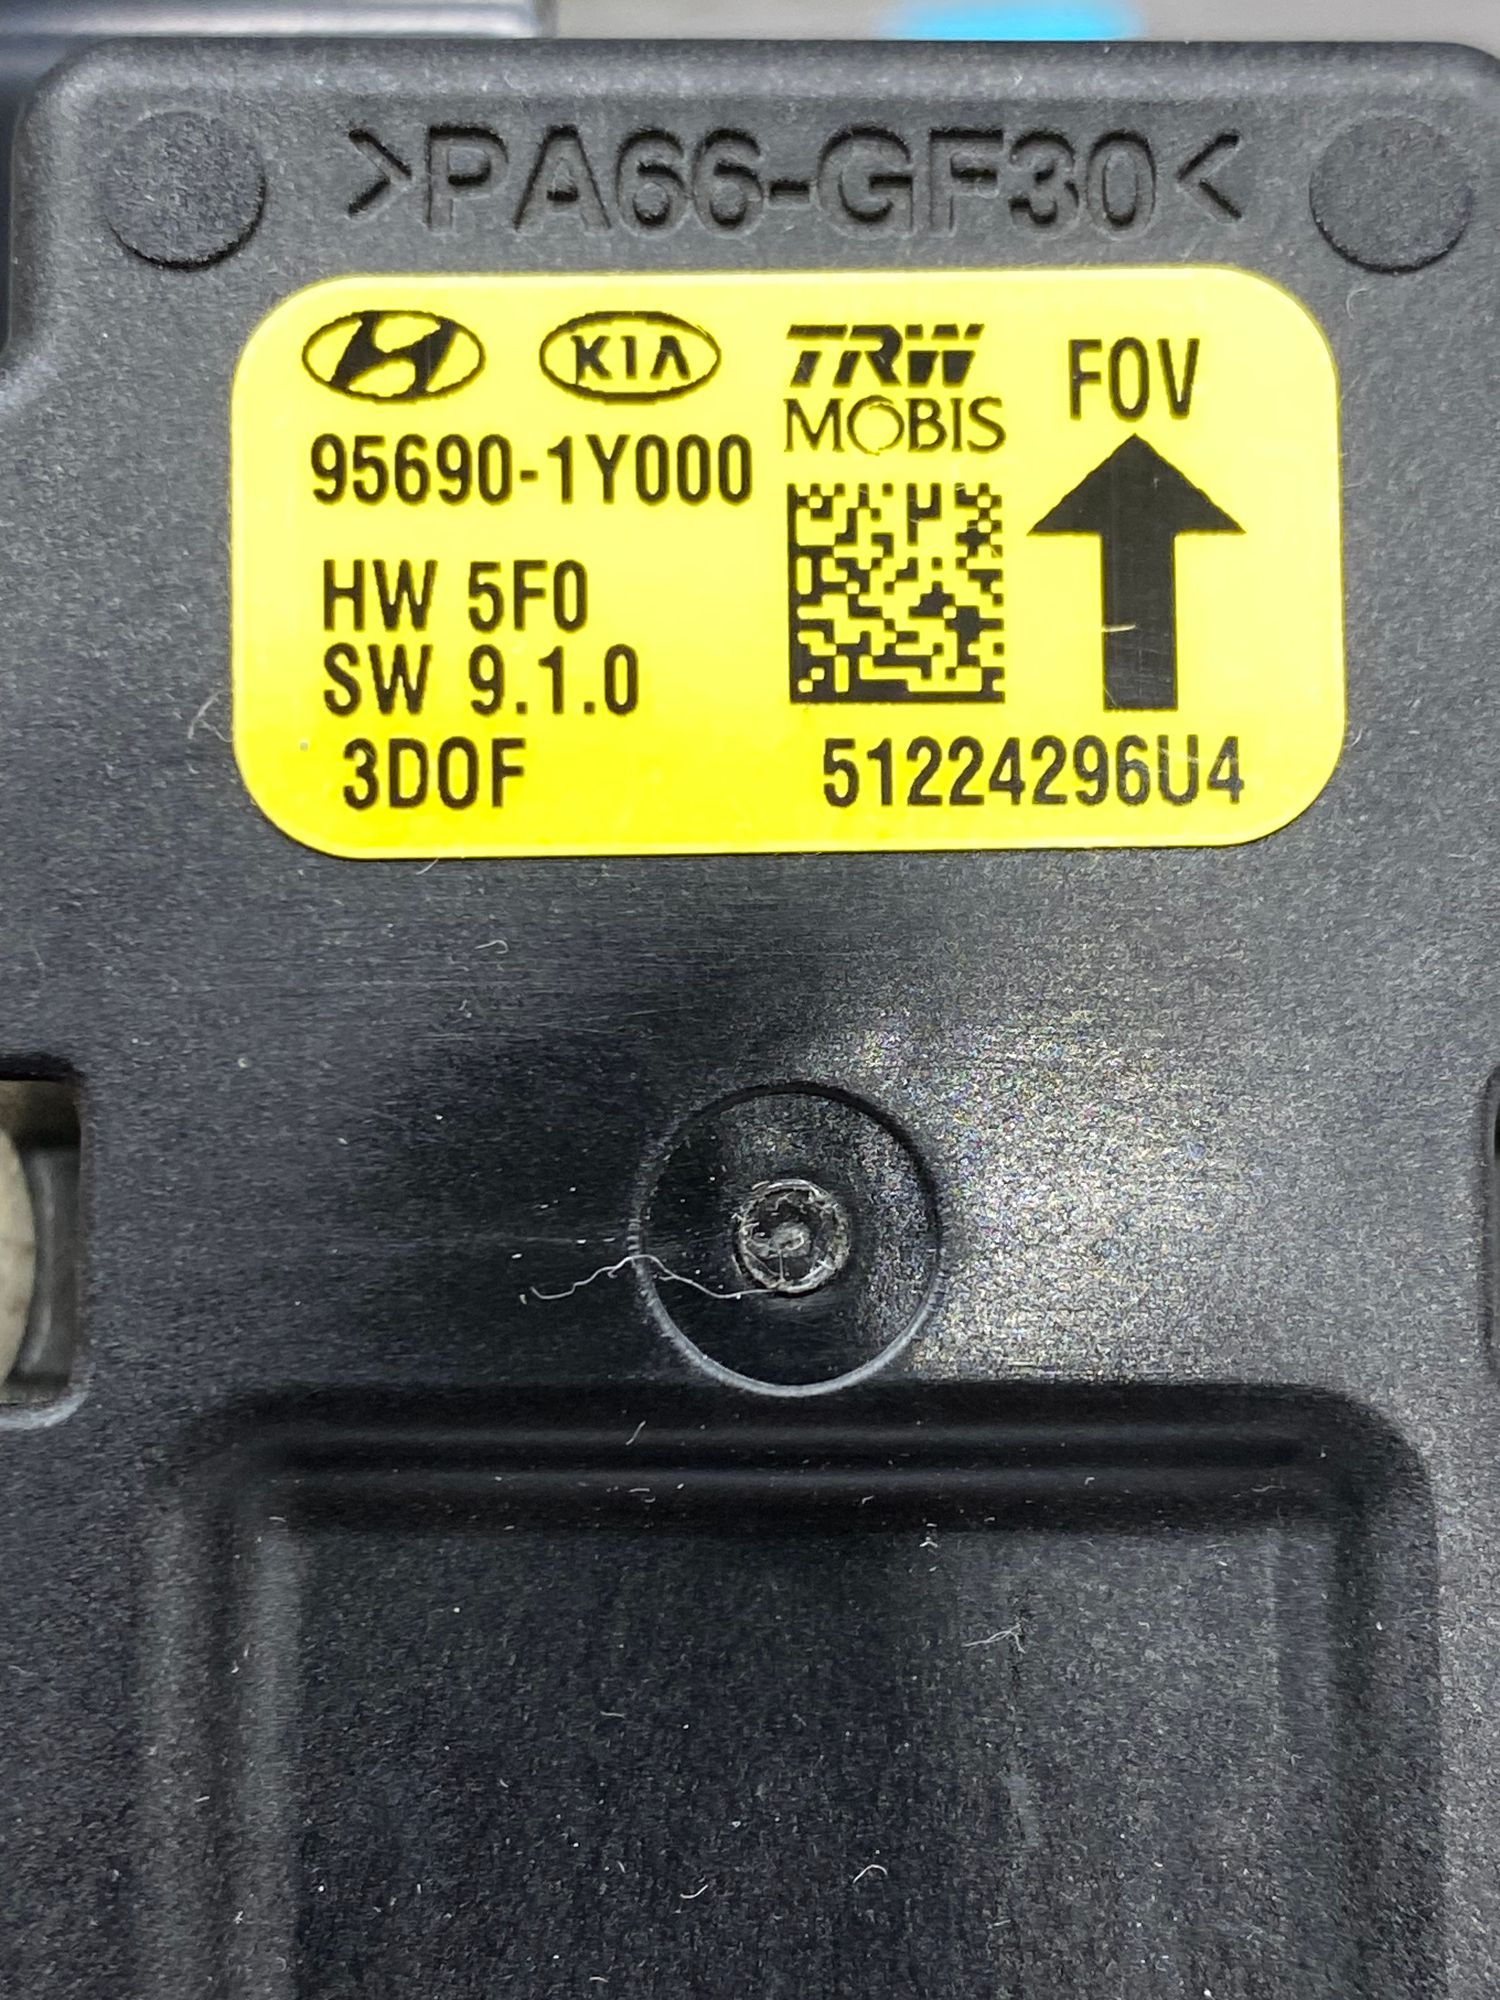 >PA66-GF30<
KIA TRW FOV
MOBIS
95690-1Y000
HW 5F0
SW 9.1.0
3DOF 51224296U4